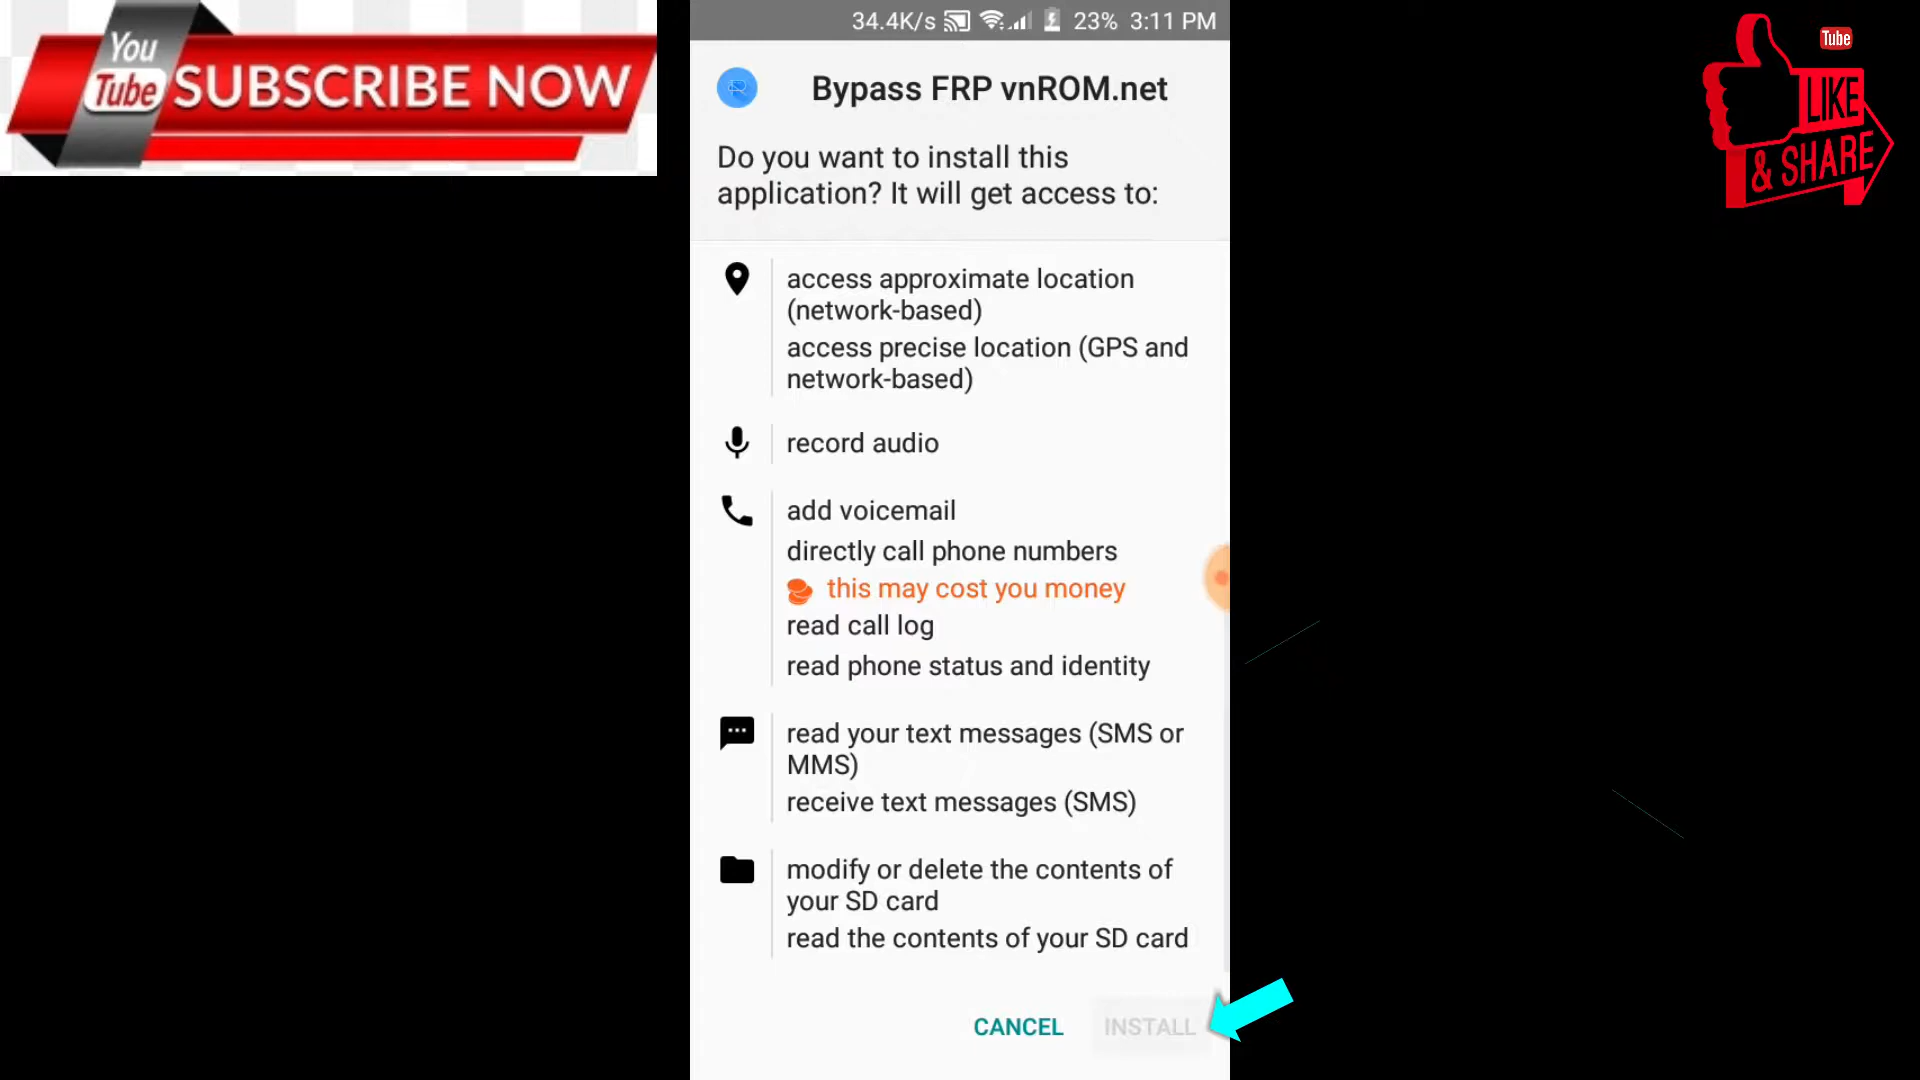 You
Tube SUBSCRIBE NOW
34.4K/s 23% 3:11 PM
Tube
LIKE
& SHARE
Bypass FRP vnROM.net
Do you want to install this
application? It will get access to:
access approximate location
(network-based)
access precise location (GPS and
network-based)
record audio
add voicemail
directly call phone numbers
this may cost you money
read call log
read phone status and identity
read your text messages (SMS or
MMS)
receive text messages (SMS)
modify or delete the contents of
your SD card
read the contents of your SD card
CANCEL INSTALL